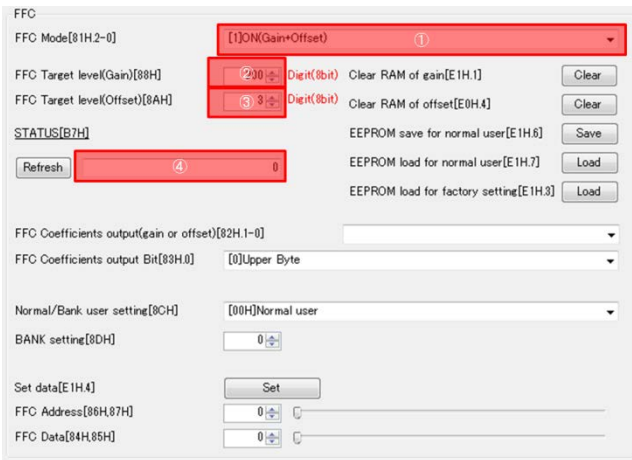 FFC
FFC Mode[81H.2-0] [1]ON(Gain+Offset) ①
FFC Target level(Gain)[88H] ② 200 Digit(8bit) Clear RAM of gain[E1H.1] Clear
FFC Target level(Offset)[8AH] ③ 3 Digit(8bit) Clear RAM of offset[E0H.4] Clear
STATUS[B7H] EEPROM save for normal user[E1H.6] Save
Refresh ④ 0 EEPROM load for normal user[E1H.7] Load
EEPROM load for factory setting[E1H.3] Load
FFC Coefficients output(gain or offset)[82H.1-0]
FFC Coefficients output Bit[83H.0] [0]Upper Byte
Normal/Bank user setting[8CH] [00H]Normal user
BANK setting[8DH] 0
Set data[E1H.4] Set
FFC Address[86H,87H] 0
FFC Data[84H,85H] 0